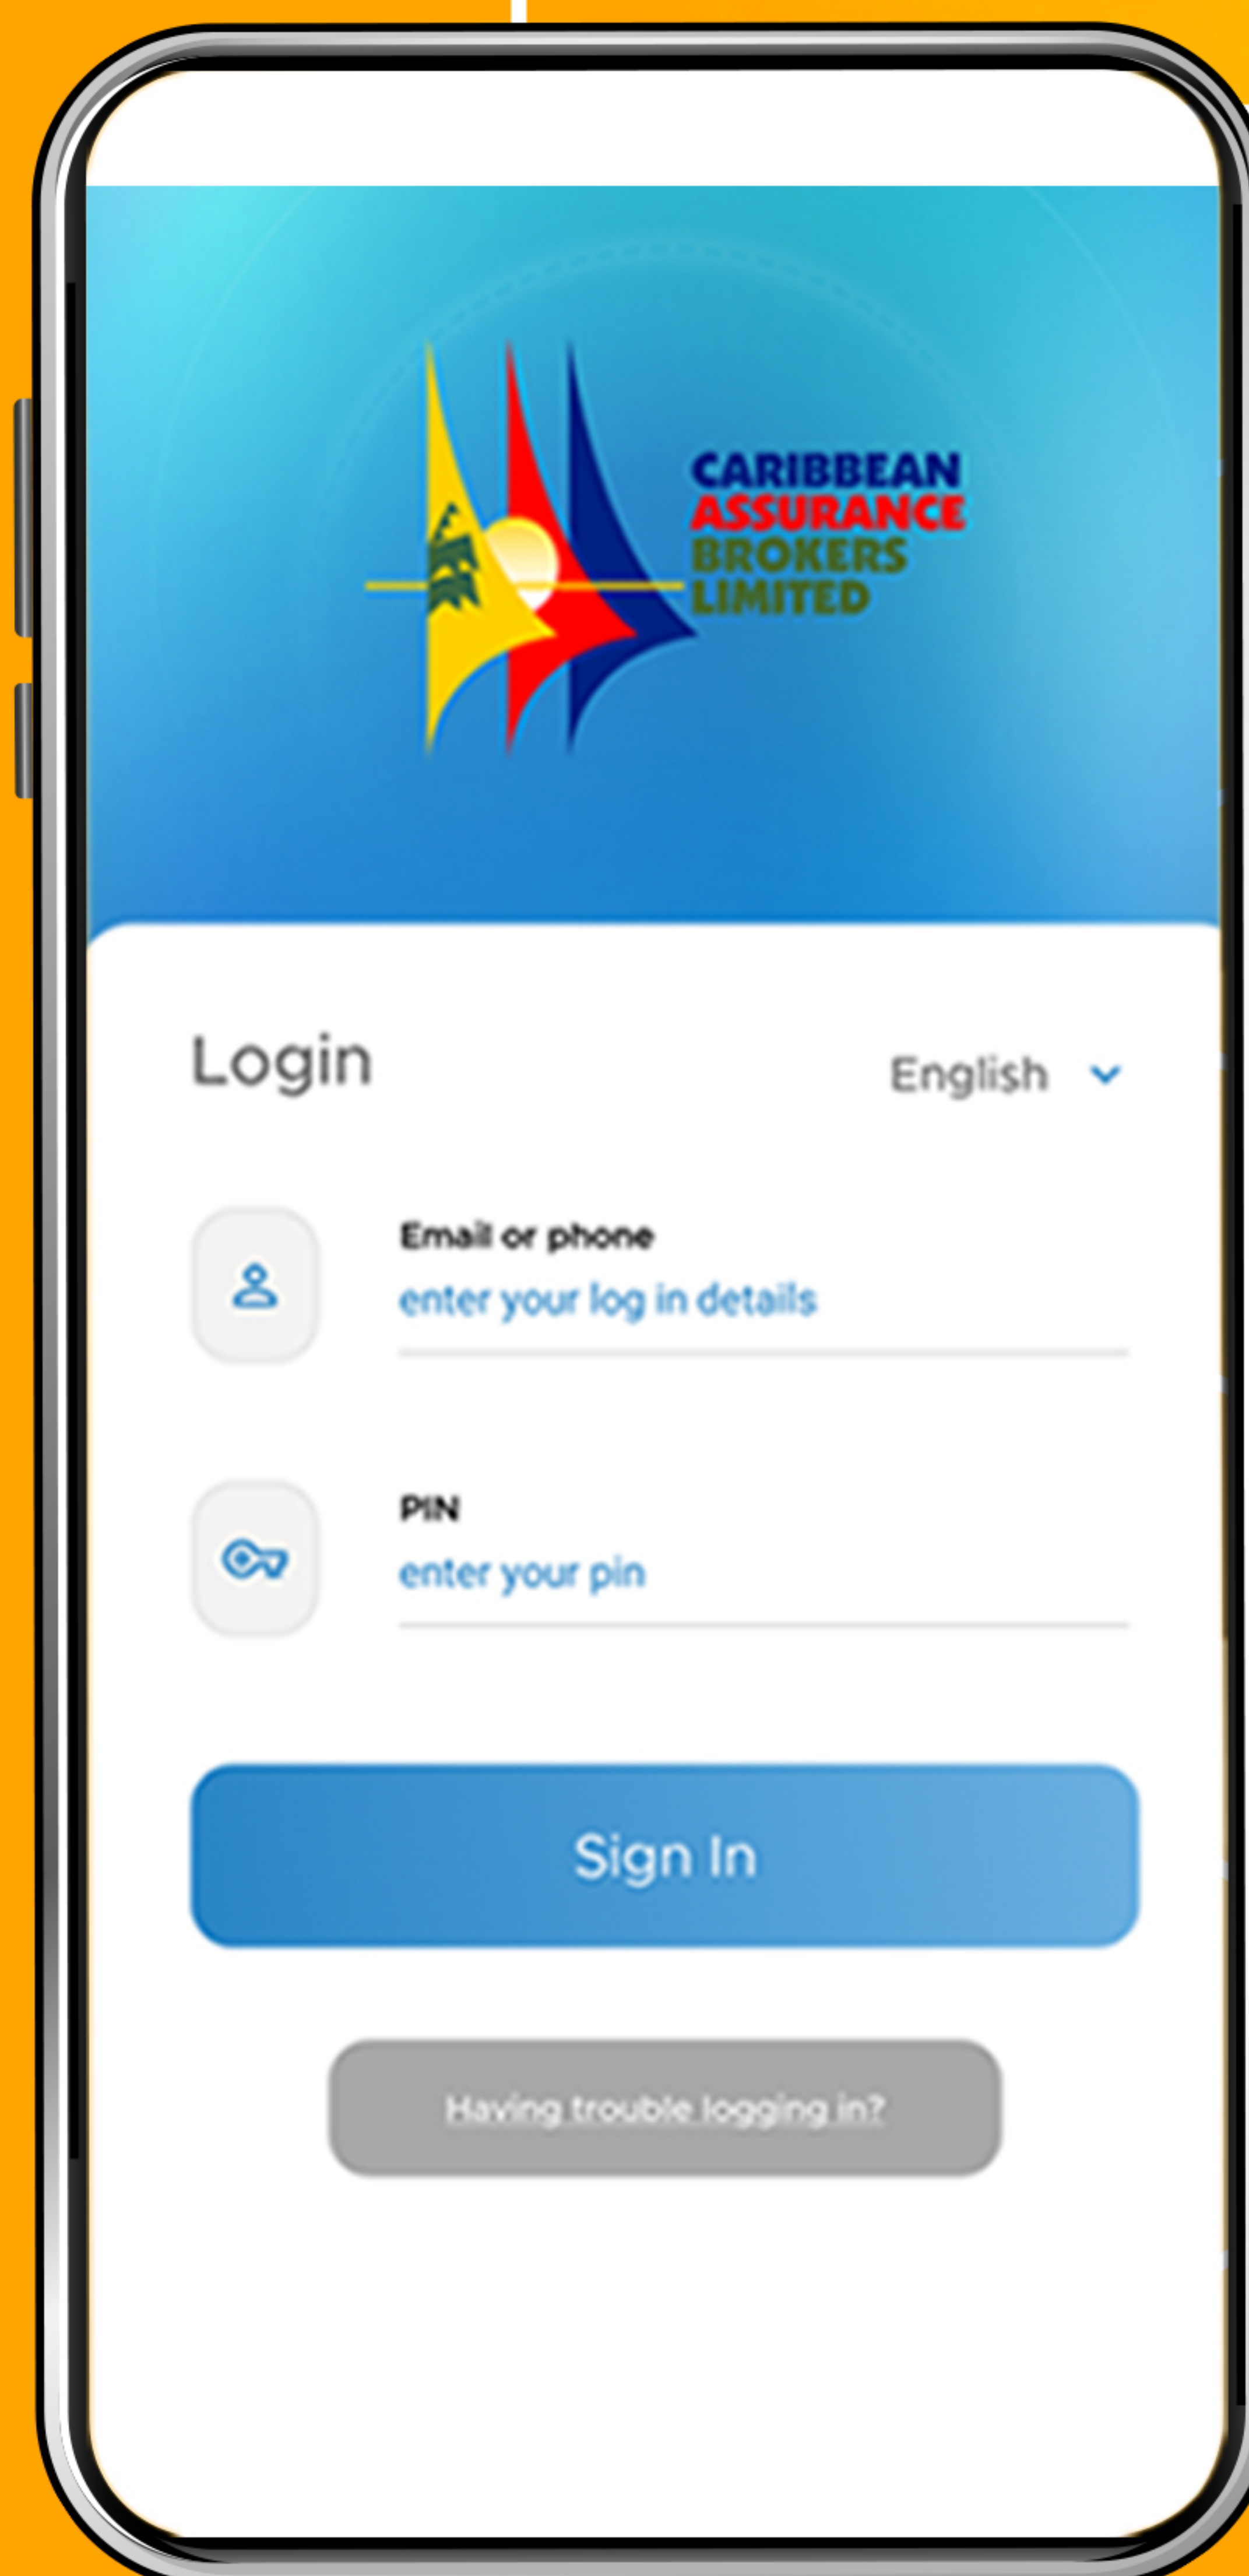 CARIBBEAN
ASSURANCE
BROKERS
LIMITED
Login
English
Email or phone
enter your log in details
PIN
enter your pin
Sign In
Having trouble logging in?